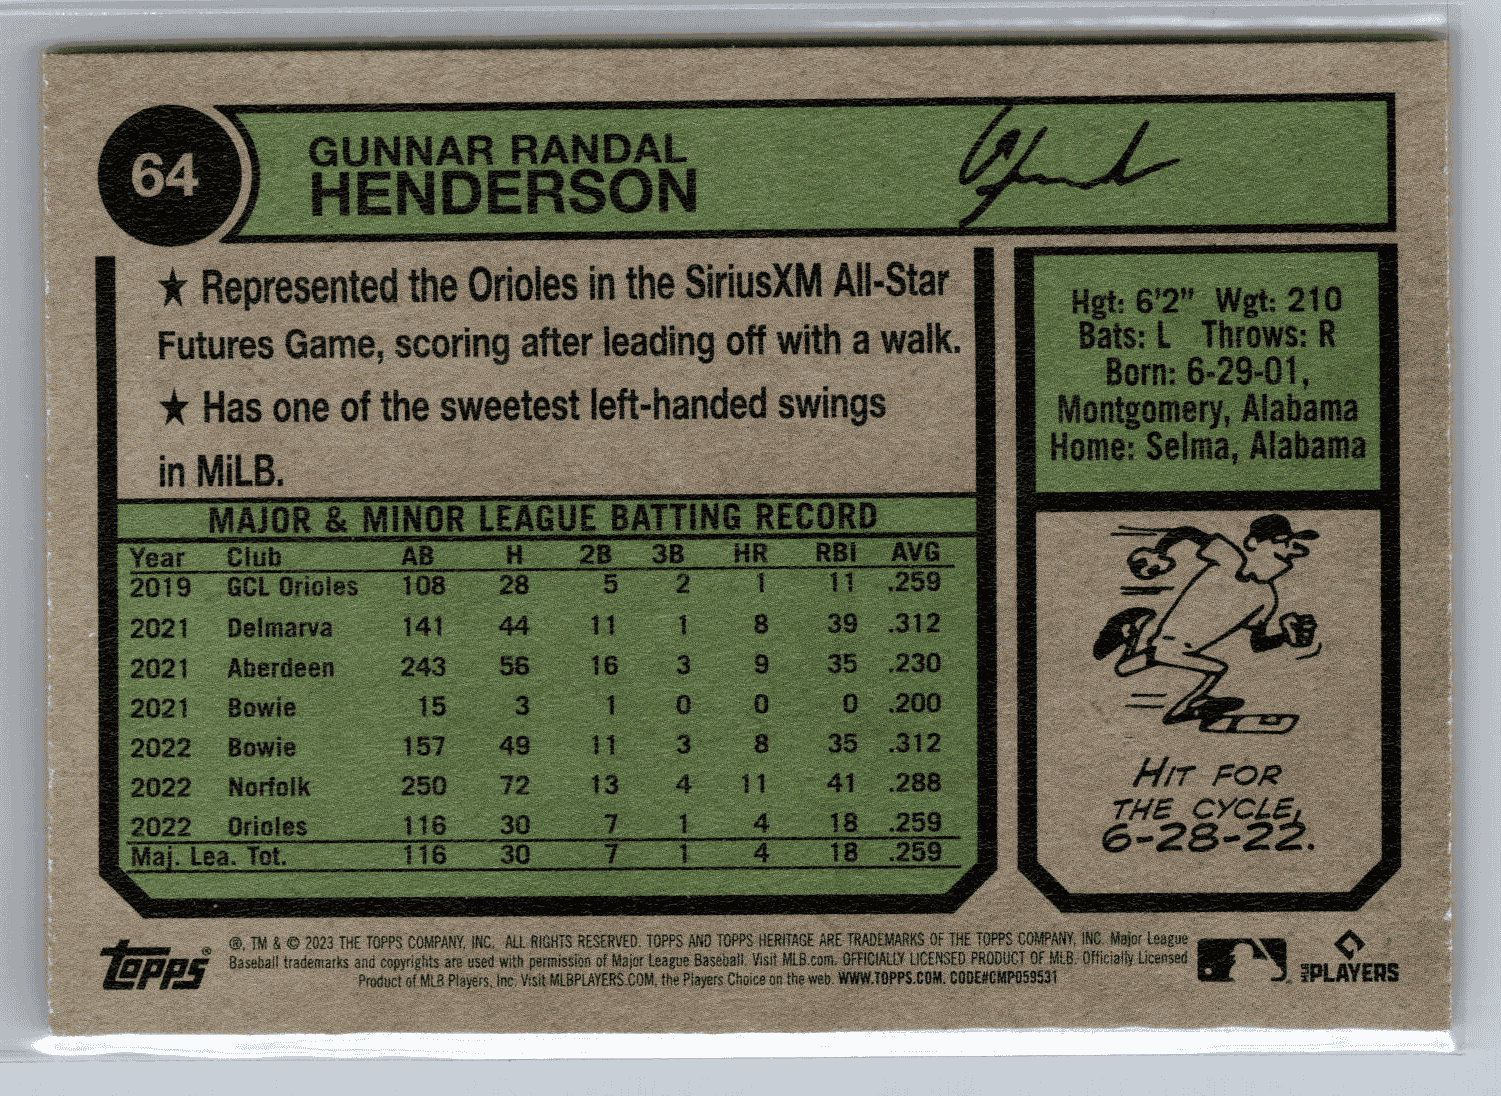 64
GUNNAR RANDAL
HENDERSON
★ Represented the Orioles in the SiriusXM All-Star
Futures Game, scoring after leading off with a walk.
★ Has one of the sweetest left-handed swings
in MiLB.
Hgt: 6'2" Wgt: 210
Bats: L Throws: R
Born: 6-29-01,
Montgomery, Alabama
Home: Selma, Alabama
MAJOR & MINOR LEAGUE BATTING RECORD
Year Club AB H 2B 3B HR RBI AVG
2019 GCL Orioles 108 28 5 2 1 11 .259
2021 Delmarva 141 44 11 1 8 39 .312
2021 Aberdeen 243 56 16 3 9 35 .230
2021 Bowie 15 3 1 0 0 0 .200
2022 Bowie 157 49 11 3 8 35 .312
2022 Norfolk 250 72 13 4 11 41 .288
2022 Orioles 116 30 7 1 4 18 .259
Maj. Lea. Tot. 116 30 7 1 4 18 .259
HIT FOR
THE CYCLE,
6-28-22.
topps®
®, TM & © 2023 THE TOPPS COMPANY, INC. ALL RIGHTS RESERVED. TOPPS AND TOPPS HERITAGE ARE TRADEMARKS OF THE TOPPS COMPANY, INC. Major League
Baseball trademarks and copyrights are used with permission of Major League Baseball. Visit MLB.com. OFFICIALLY LICENSED PRODUCT OF MLB. Officially Licensed
Product of MLB Players, Inc. Visit MLBPLAYERS.COM, the Players Choice on the web. WWW.TOPPS.COM. CODE#CMP059531
MLB PLAYERS